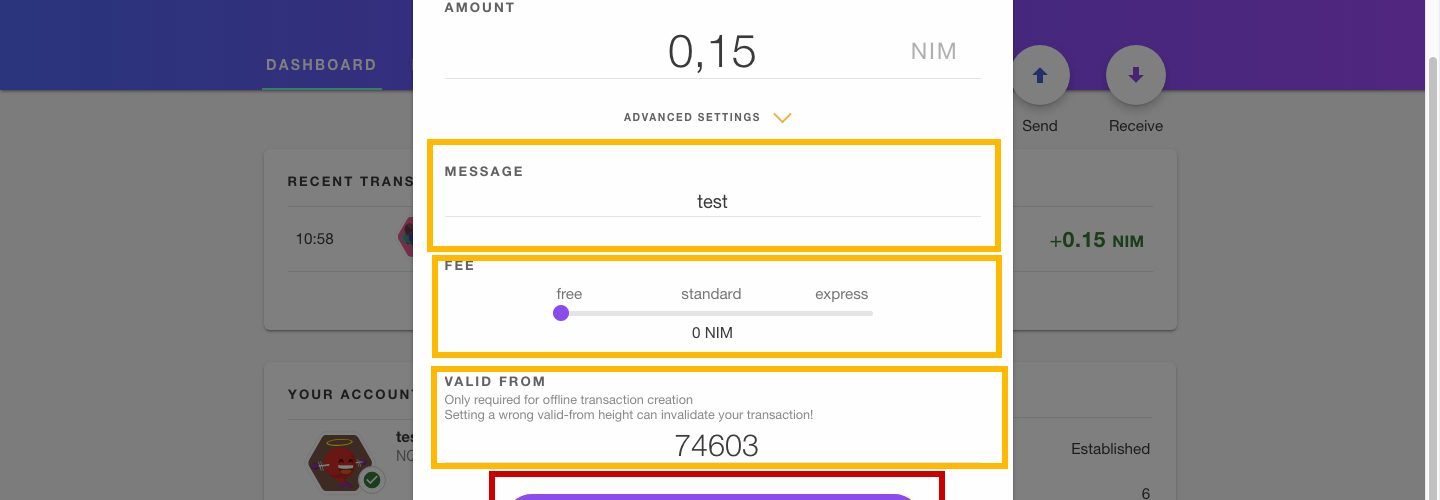 AMOUNT
0,15 NIM
DASHBOARD
ADVANCED SETTINGS
Send
Receive
MESSAGE
test
RECENT TRANS
10:58
+0.15 NIM
FEE
free standard express
0 NIM
VALID FROM
Only required for offline transaction creation
Setting a wrong valid-from height can invalidate your transaction!
74603
YOUR ACCOUNT
tes
NQ
Established
6